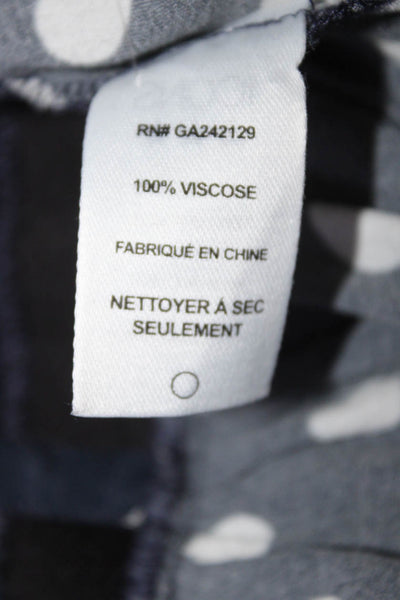 RN# GA242129
100% VISCOSE
FABRIQUÉ EN CHINE
NETTOYER À SEC
SEULEMENT